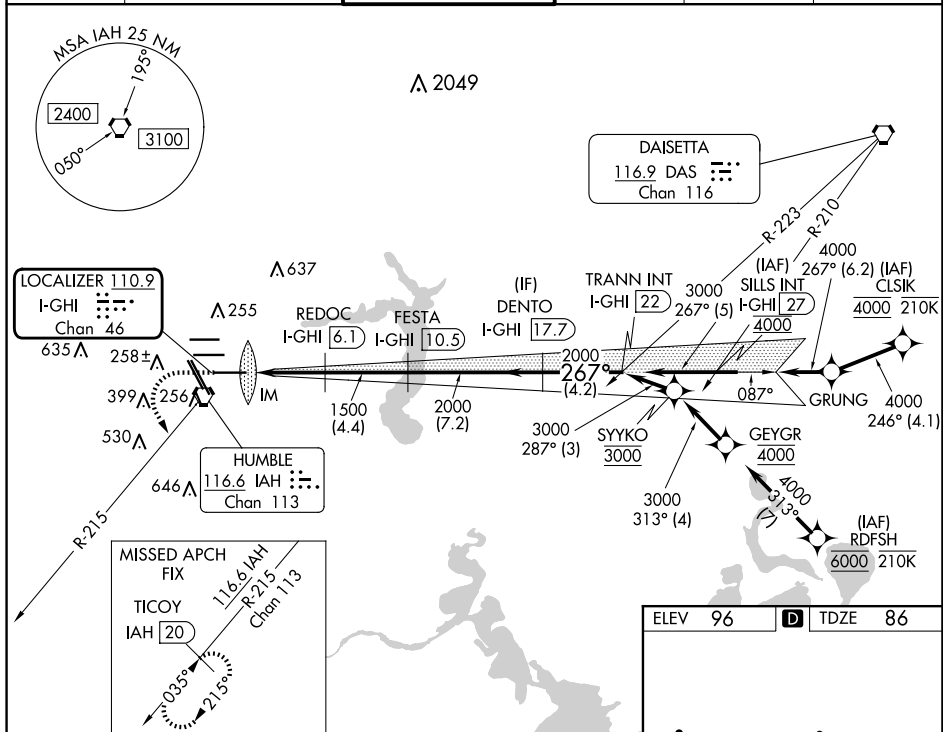 MSA IAH 25 NM
195°
2400
3100
050°
2049
DAISETTA
116.9 DAS
Chan 116
R-223
R-210
LOCALIZER 110.9
I-GHI
Chan 46
637
255
635
258±
399
256
530
646
IM
REDOC
I-GHI 6.1
FESTA
I-GHI 10.5
(IF)
DENTO
I-GHI 17.7
TRANN INT
I-GHI 22
3000
267° (5)
(IAF)
SILLS INT
I-GHI 27
4000
4000
267° (6.2)
(IAF)
CLSIK
4000 210K
2000
267°
(4.2)
1500
(4.4)
2000
(7.2)
087°
GRUNG
4000
246° (4.1)
3000
287° (3)
SYYKO
3000
GEYGR
4000
3000
313° (4)
4000
313°
(7)
(IAF)
RDFSH
6000 210K
HUMBLE
116.6 IAH
Chan 113
R-215
MISSED APCH
FIX
116.6 IAH
R-215
Chan 113
TICOY
IAH 20
035°
215°
ELEV 96 D TDZE 86